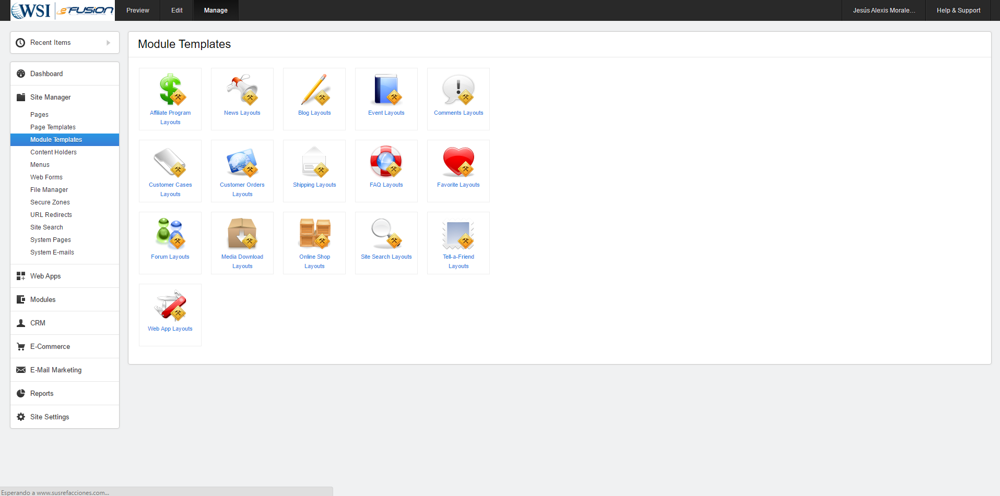 WSI eFUSION
Preview
Edit
Manage
Jesús Alexis Morale...
Help & Support
Recent Items
Dashboard
Site Manager
Pages
Page Templates
Module Templates
Content Holders
Menus
Web Forms
File Manager
Secure Zones
URL Redirects
Site Search
System Pages
System E-mails
Web Apps
Modules
CRM
E-Commerce
E-Mail Marketing
Reports
Site Settings
Module Templates
Affiliate Program
Layouts
News Layouts
Blog Layouts
Event Layouts
Comments Layouts
Customer Cases
Layouts
Customer Orders
Layouts
Shipping Layouts
FAQ Layouts
Favorite Layouts
Forum Layouts
Media Download
Layouts
Online Shop
Layouts
Site Search Layouts
Tell-a-Friend
Layouts
Web App Layouts
Esperando a www.susrefacciones.com...